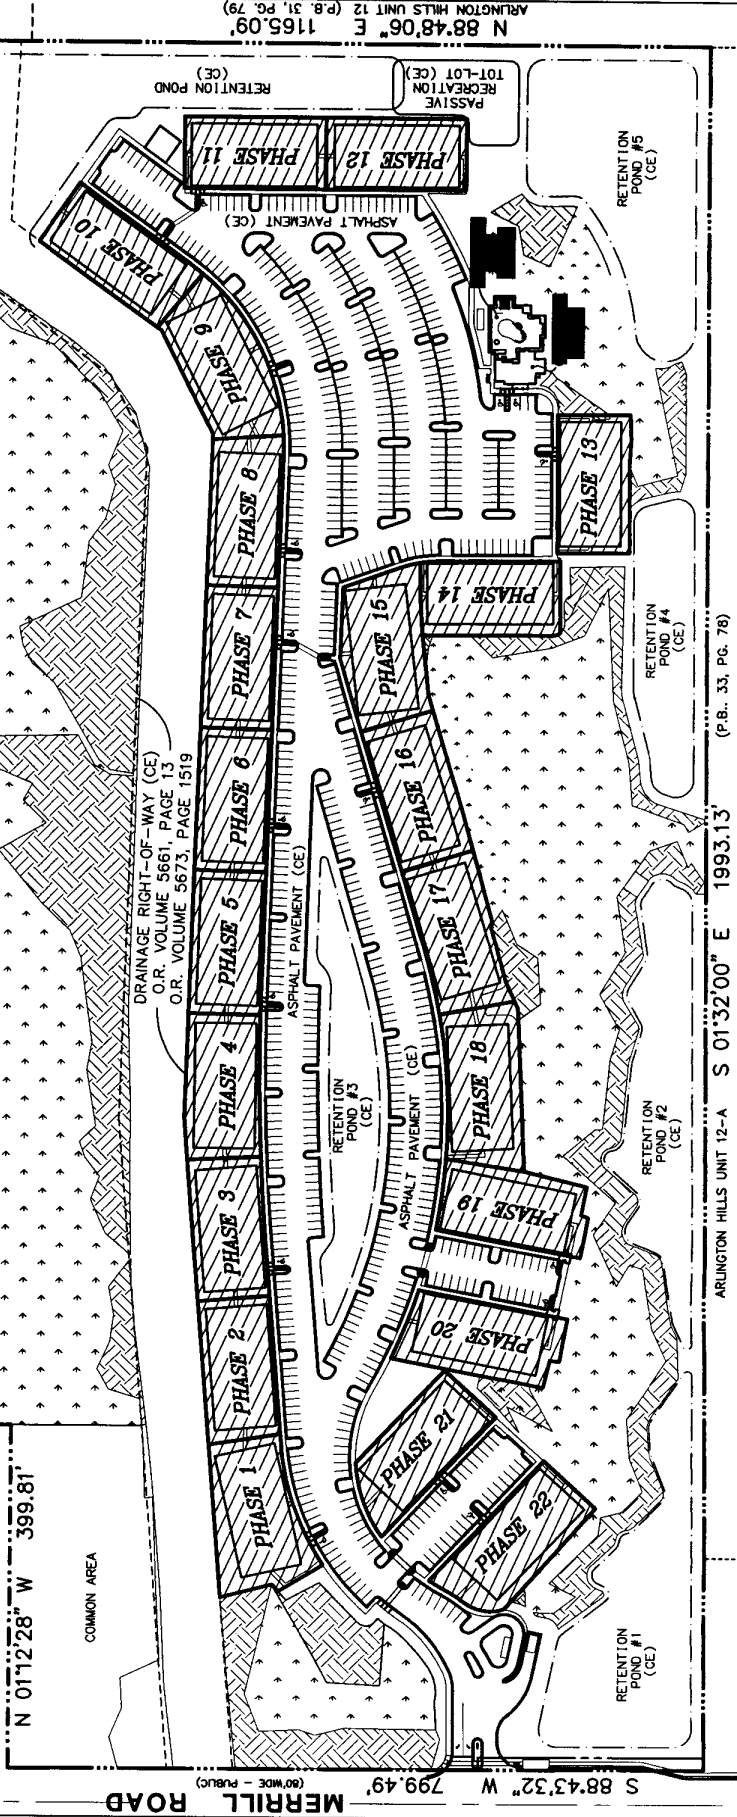 N 88°48'06" E 1165.09'
ARLINGTON HILLS UNIT 12 (P.B. 31, PG. 79)
RETENTION POND
(CE)
PASSIVE
RECREATION
TOT-LOT (CE)
RETENTION
POND #5
(CE)
PHASE 11
PHASE 12
ASPHALT PAVEMENT (CE)
PHASE 10
PHASE 9
PHASE 8
PHASE 13
PHASE 7
PHASE 15
PHASE 14
RETENTION
POND #4
(CE)
(P.B.. 33, PG. 78)
DRAINAGE RIGHT-OF-WAY (CE)
O.R. VOLUME 5661, PAGE 13
O.R. VOLUME 5673, PAGE 1519
PHASE 6
PHASE 16
PHASE 5
ASPHALT PAVEMENT (CE)
PHASE 17
S 01°32'00" E 1993.13'
PHASE 4
RETENTION
POND #3
(CE)
ASPHALT PAVEMENT (CE)
PHASE 18
RETENTION
POND #2
(CE)
ARLINGTON HILLS UNIT 12-A
PHASE 3
PHASE 19
PHASE 2
PHASE 20
PHASE 1
PHASE 21
PHASE 22
N 01°12'28" W 399.81'
COMMON AREA
RETENTION
POND #1
(CE)
S 88°43'32" W 799.49'
MERRILL ROAD
(80' WIDE - PUBLIC)